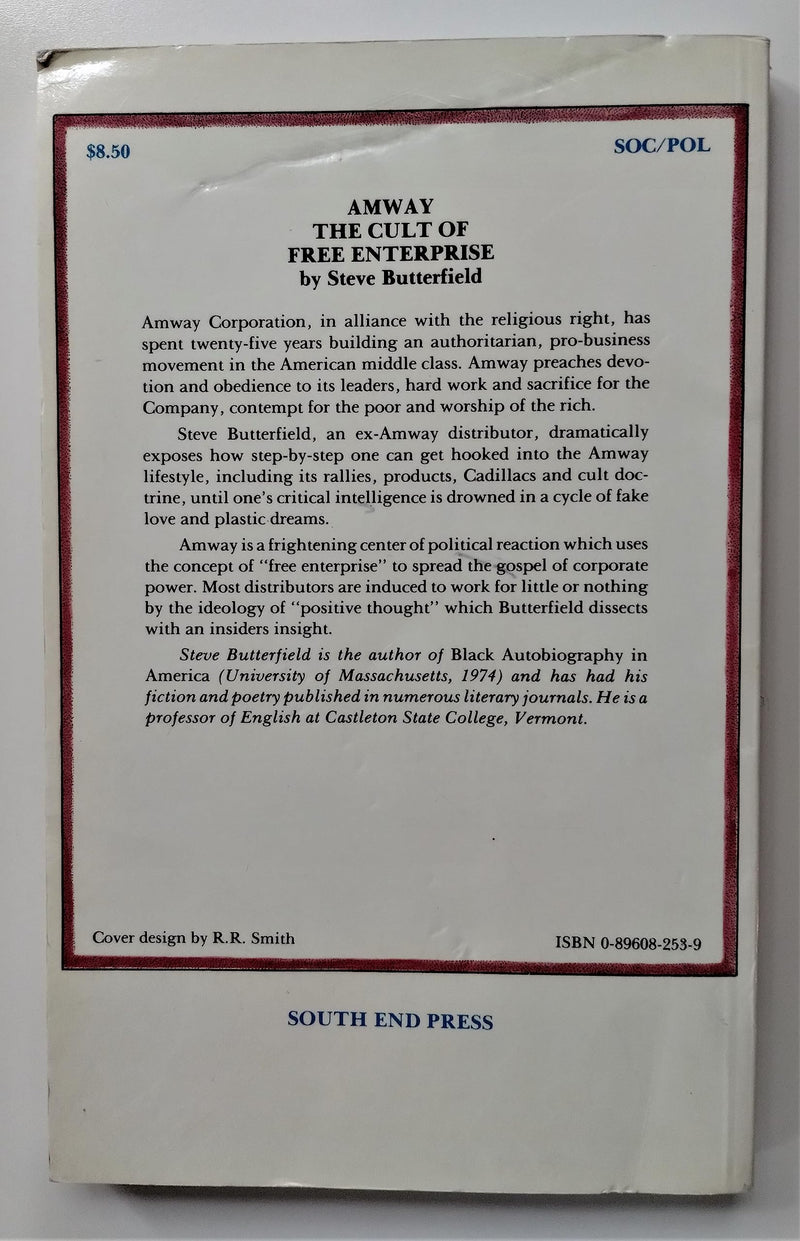 $8.50
SOC/POL
AMWAY
THE CULT OF
FREE ENTERPRISE
by Steve Butterfield
Amway Corporation, in alliance with the religious right, has
spent twenty-five years building an authoritarian, pro-business
movement in the American middle class. Amway preaches devo-
tion and obedience to its leaders, hard work and sacrifice for the
Company, contempt for the poor and worship of the rich.
Steve Butterfield, an ex-Amway distributor, dramatically
exposes how step-by-step one can get hooked into the Amway
lifestyle, including its rallies, products, Cadillacs and cult doc-
trine, until one's critical intelligence is drowned in a cycle of fake
love and plastic dreams.
Amway is a frightening center of political reaction which uses
the concept of "free enterprise" to spread the gospel of corporate
power. Most distributors are induced to work for little or nothing
by the ideology of "positive thought" which Butterfield dissects
with an insiders insight.
Steve Butterfield is the author of Black Autobiography in
America (University of Massachusetts, 1974) and has had his
fiction and poetry published in numerous literary journals. He is a
professor of English at Castleton State College, Vermont.
Cover design by R.R. Smith
ISBN 0-89608-253-9
SOUTH END PRESS